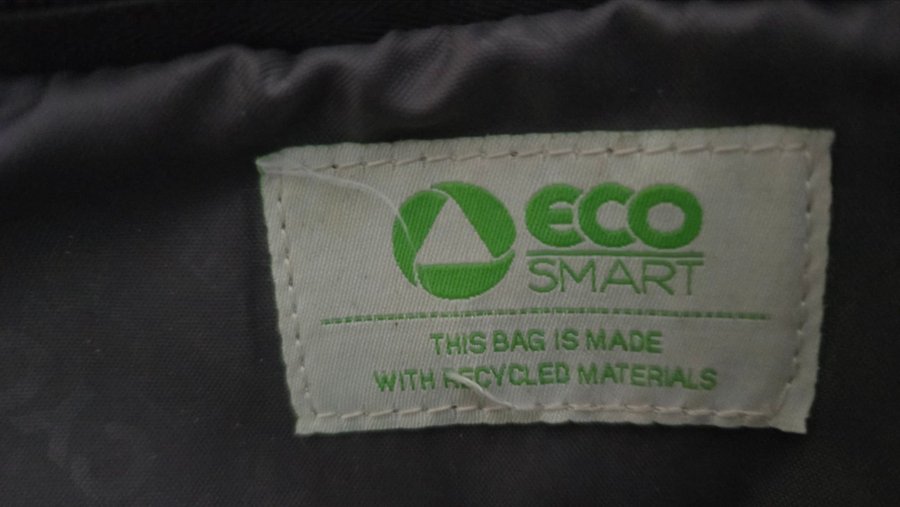 ECO
SMART
THIS BAG IS MADE
WITH RECYCLED MATERIALS